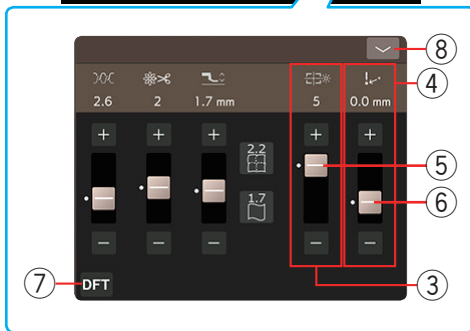 ⑧
④
2.6 2 1.7 mm 5 0.0 mm
+ + + + +
2.2
⑤
1.7
⑥
− − − − −
③
⑦ DFT